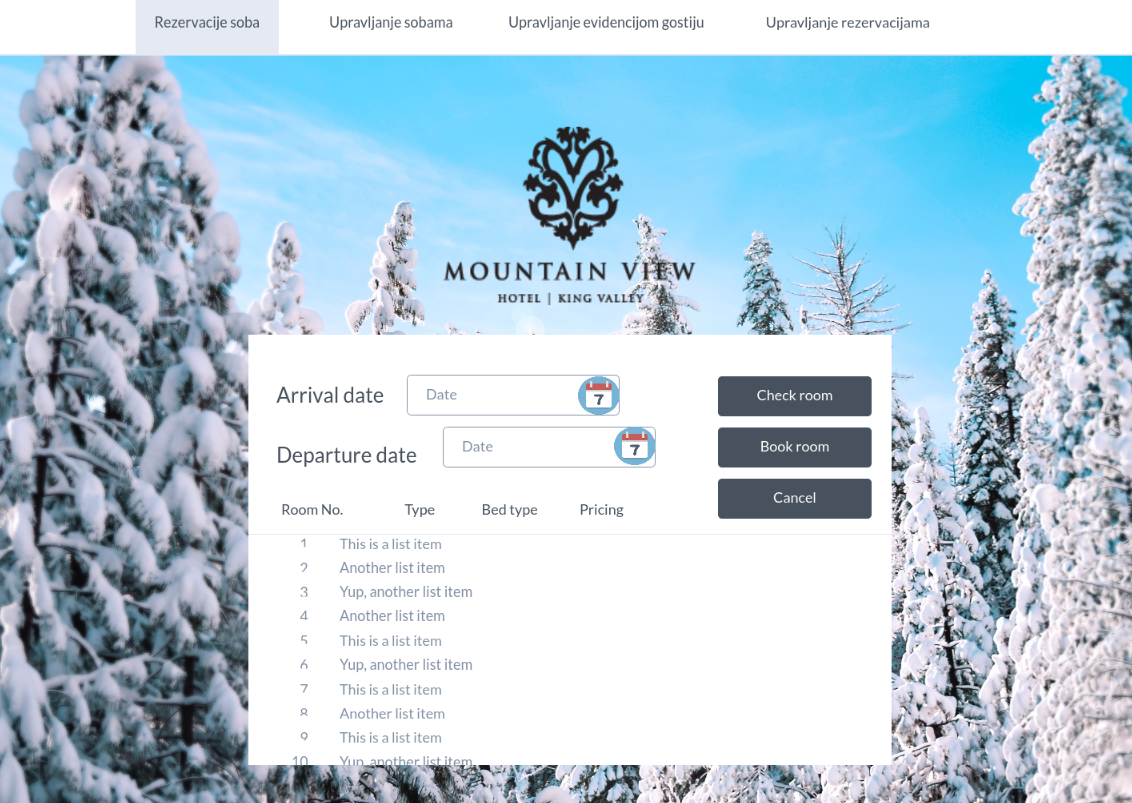 Rezervacije soba Upravljanje sobama Upravljanje evidencijom gostiju Upravljanje rezervacijama
MOUNTAIN VIEW
HOTEL | KING VALLEY
Arrival date Date 7 Check room
Departure date Date 7 Book room
Cancel
Room No. Type Bed type Pricing
1 This is a list item
2 Another list item
3 Yup, another list item
4 Another list item
5 This is a list item
6 Yup, another list item
7 This is a list item
8 Another list item
9 This is a list item
10 Yup, another list item